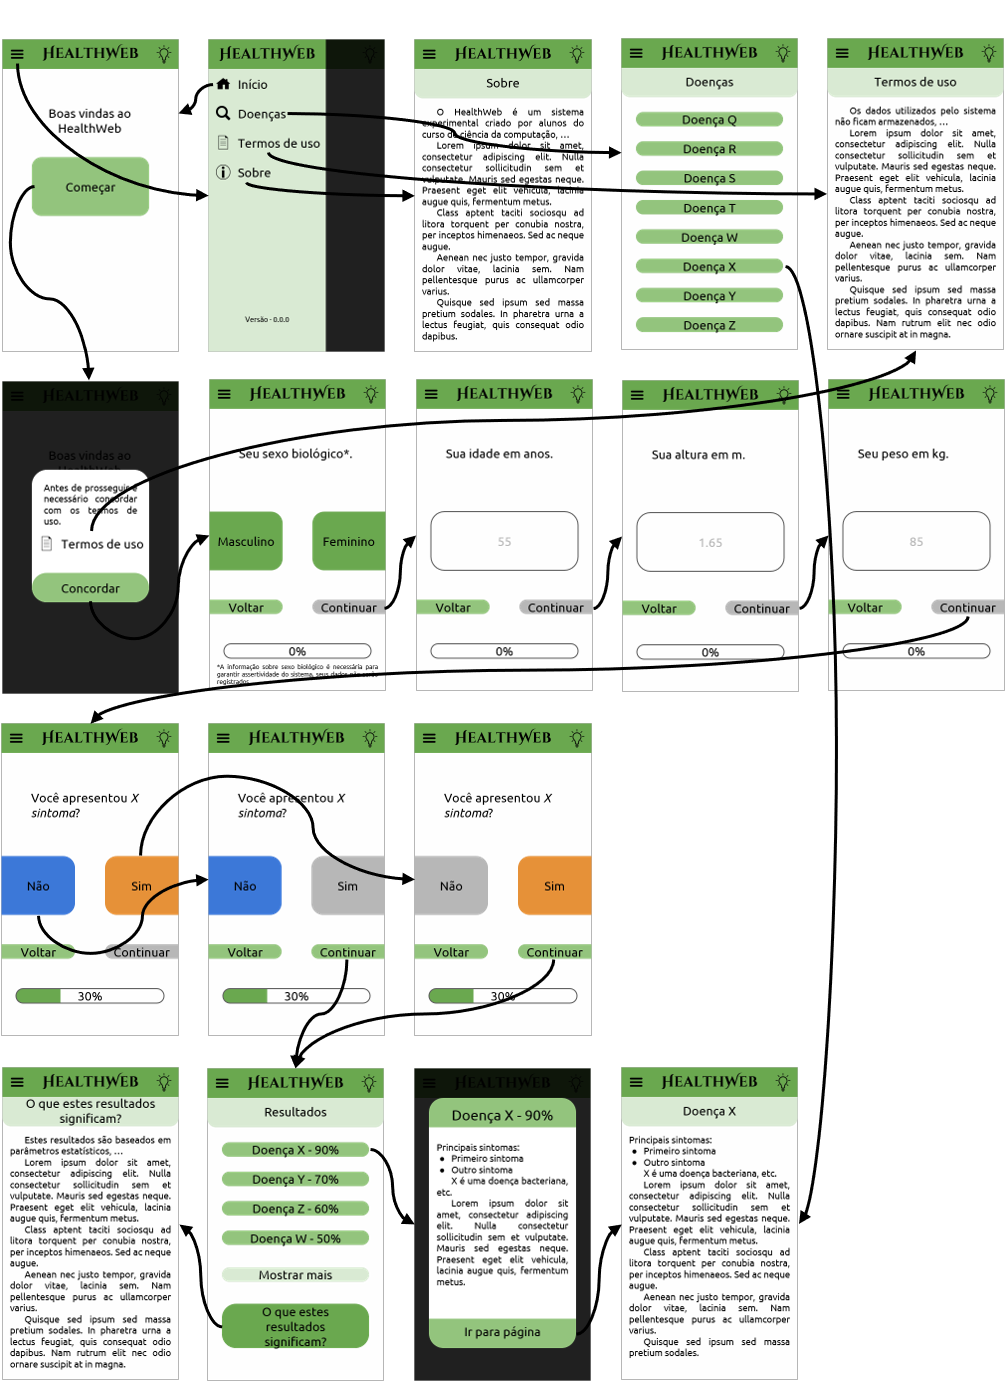 HEALTHWEB
Boas vindas ao
HealthWeb
Começar
HEALTHWEB
Início
Doenças
Termos de uso
Sobre
Versão - 0.0.0
HEALTHWEB
Sobre
O HealthWeb é um sistema
experimental criado por alunos do
curso de ciência da computação, ...
Lorem ipsum dolor sit amet,
consectetur adipiscing elit. Nulla
consectetur sollicitudin sem et
vulputate. Mauris sed egestas neque.
Praesent eget elit vehicula, lacinia
augue quis, fermentum metus.
Class aptent taciti sociosqu ad
litora torquent per conubia nostra,
per inceptos himenaeos. Sed ac neque
augue.
Aenean nec justo tempor, gravida
dolor vitae, lacinia sem. Nam
pellentesque purus ac ullamcorper
varius.
Quisque sed ipsum sed massa
pretium sodales. In pharetra urna a
lectus feugiat, quis consequat odio
dapibus.
HEALTHWEB
Doenças
Doença Q
Doença R
Doença S
Doença T
Doença W
Doença X
Doença Y
Doença Z
HEALTHWEB
Termos de uso
Os dados utilizados pelo sistema
não ficam armazenados, ...
Lorem ipsum dolor sit amet,
consectetur adipiscing elit. Nulla
consectetur sollicitudin sem et
vulputate. Mauris sed egestas neque.
Praesent eget elit vehicula, lacinia
augue quis, fermentum metus.
Class aptent taciti sociosqu ad
litora torquent per conubia nostra,
per inceptos himenaeos. Sed ac neque
augue.
Aenean nec justo tempor, gravida
dolor vitae, lacinia sem. Nam
pellentesque purus ac ullamcorper
varius.
Quisque sed ipsum sed massa
pretium sodales. In pharetra urna a
lectus feugiat, quis consequat odio
dapibus. Nam rutrum elit nec odio
ornare suscipit at in magna.
HEALTHWEB
Boas vindas ao
HealthWeb
Antes de prosseguir é
necessário concordar
com os termos de
uso.
Termos de uso
Concordar
HEALTHWEB
Seu sexo biológico*.
Masculino
Feminino
Voltar
Continuar
0%
*A informação sobre sexo biológico é necessária para
garantir assertividade do sistema, seus dados não serão
registrados.
HEALTHWEB
Sua idade em anos.
55
Voltar
Continuar
0%
HEALTHWEB
Sua altura em m.
1.65
Voltar
Continuar
0%
HEALTHWEB
Seu peso em kg.
85
Voltar
Continuar
0%
HEALTHWEB
Você apresentou X
sintoma?
Não
Sim
Voltar
Continuar
30%
HEALTHWEB
Você apresentou X
sintoma?
Não
Sim
Voltar
Continuar
30%
HEALTHWEB
Você apresentou X
sintoma?
Não
Sim
Voltar
Continuar
30%
HEALTHWEB
O que estes resultados
significam?
Estes resultados são baseados em
parâmetros estatísticos, ...
Lorem ipsum dolor sit amet,
consectetur adipiscing elit. Nulla
consectetur sollicitudin sem et
vulputate. Mauris sed egestas neque.
Praesent eget elit vehicula, lacinia
augue quis, fermentum metus.
Class aptent taciti sociosqu ad
litora torquent per conubia nostra,
per inceptos himenaeos. Sed ac neque
augue.
Aenean nec justo tempor, gravida
dolor vitae, lacinia sem. Nam
pellentesque purus ac ullamcorper
varius.
Quisque sed ipsum sed massa
pretium sodales. In pharetra urna a
lectus feugiat, quis consequat odio
dapibus. Nam rutrum elit nec odio
ornare suscipit at in magna.
HEALTHWEB
Resultados
Doença X - 90%
Doença Y - 70%
Doença Z - 60%
Doença W - 50%
Mostrar mais
O que estes
resultados
significam?
HEALTHWEB
Doença X - 90%
Principais sintomas:
● Primeiro sintoma
● Outro sintoma
X é uma doença bacteriana,
etc.
Lorem ipsum dolor sit
amet, consectetur adipiscing
elit. Nulla consectetur
sollicitudin sem et vulputate.
Mauris sed egestas neque.
Praesent eget elit vehicula,
lacinia augue quis, fermentum
metus.
Ir para página
HEALTHWEB
Doença X
Principais sintomas:
● Primeiro sintoma
● Outro sintoma
X é uma doença bacteriana, etc.
Lorem ipsum dolor sit amet,
consectetur adipiscing elit. Nulla
consectetur sollicitudin sem et
vulputate. Mauris sed egestas neque.
Praesent eget elit vehicula, lacinia
augue quis, fermentum metus.
Class aptent taciti sociosqu ad
litora torquent per conubia nostra,
per inceptos himenaeos. Sed ac neque
augue.
Aenean nec justo tempor, gravida
dolor vitae, lacinia sem. Nam
pellentesque purus ac ullamcorper
varius.
Quisque sed ipsum sed massa
pretium sodales.